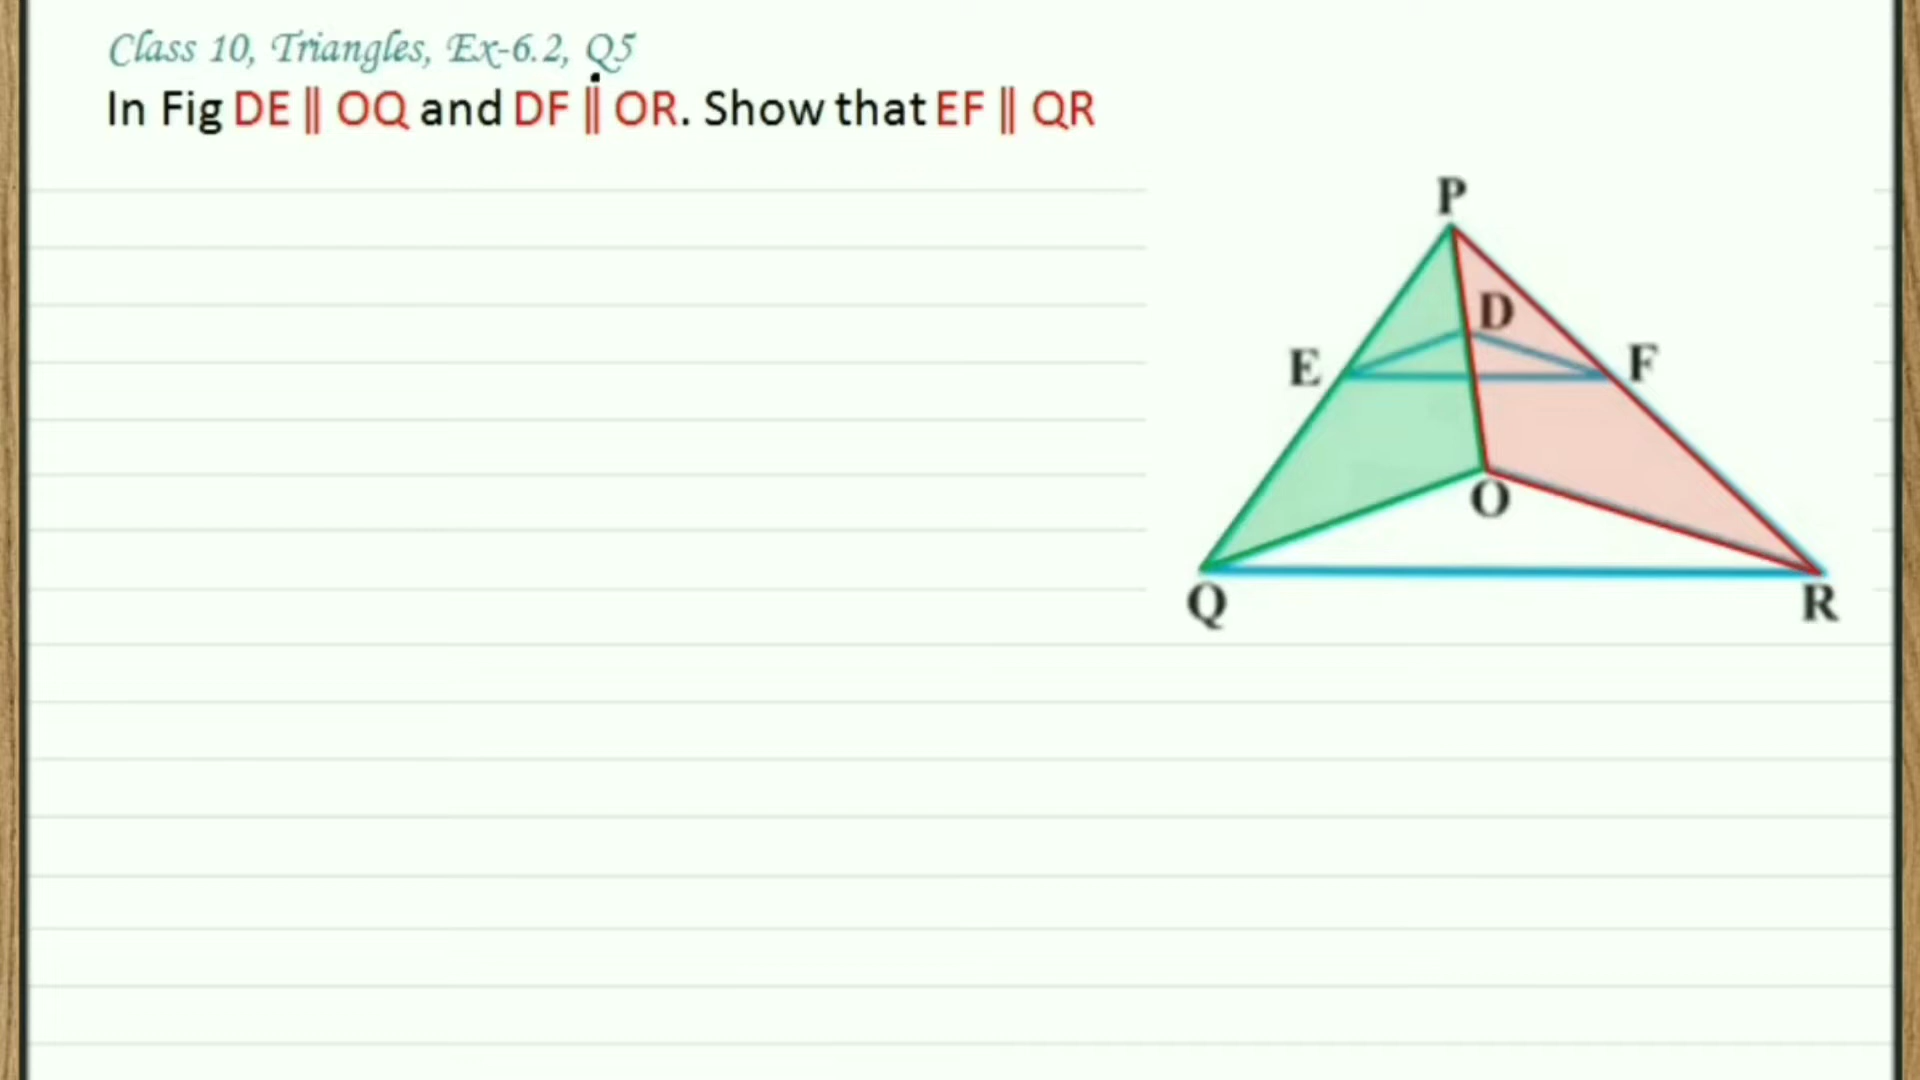 Class 10, Triangles, Ex-6.2, Q5
In Fig DE ∥ OQ and DF ∥ OR. Show that EF ∥ QR
P
D
E
F
O
Q
R